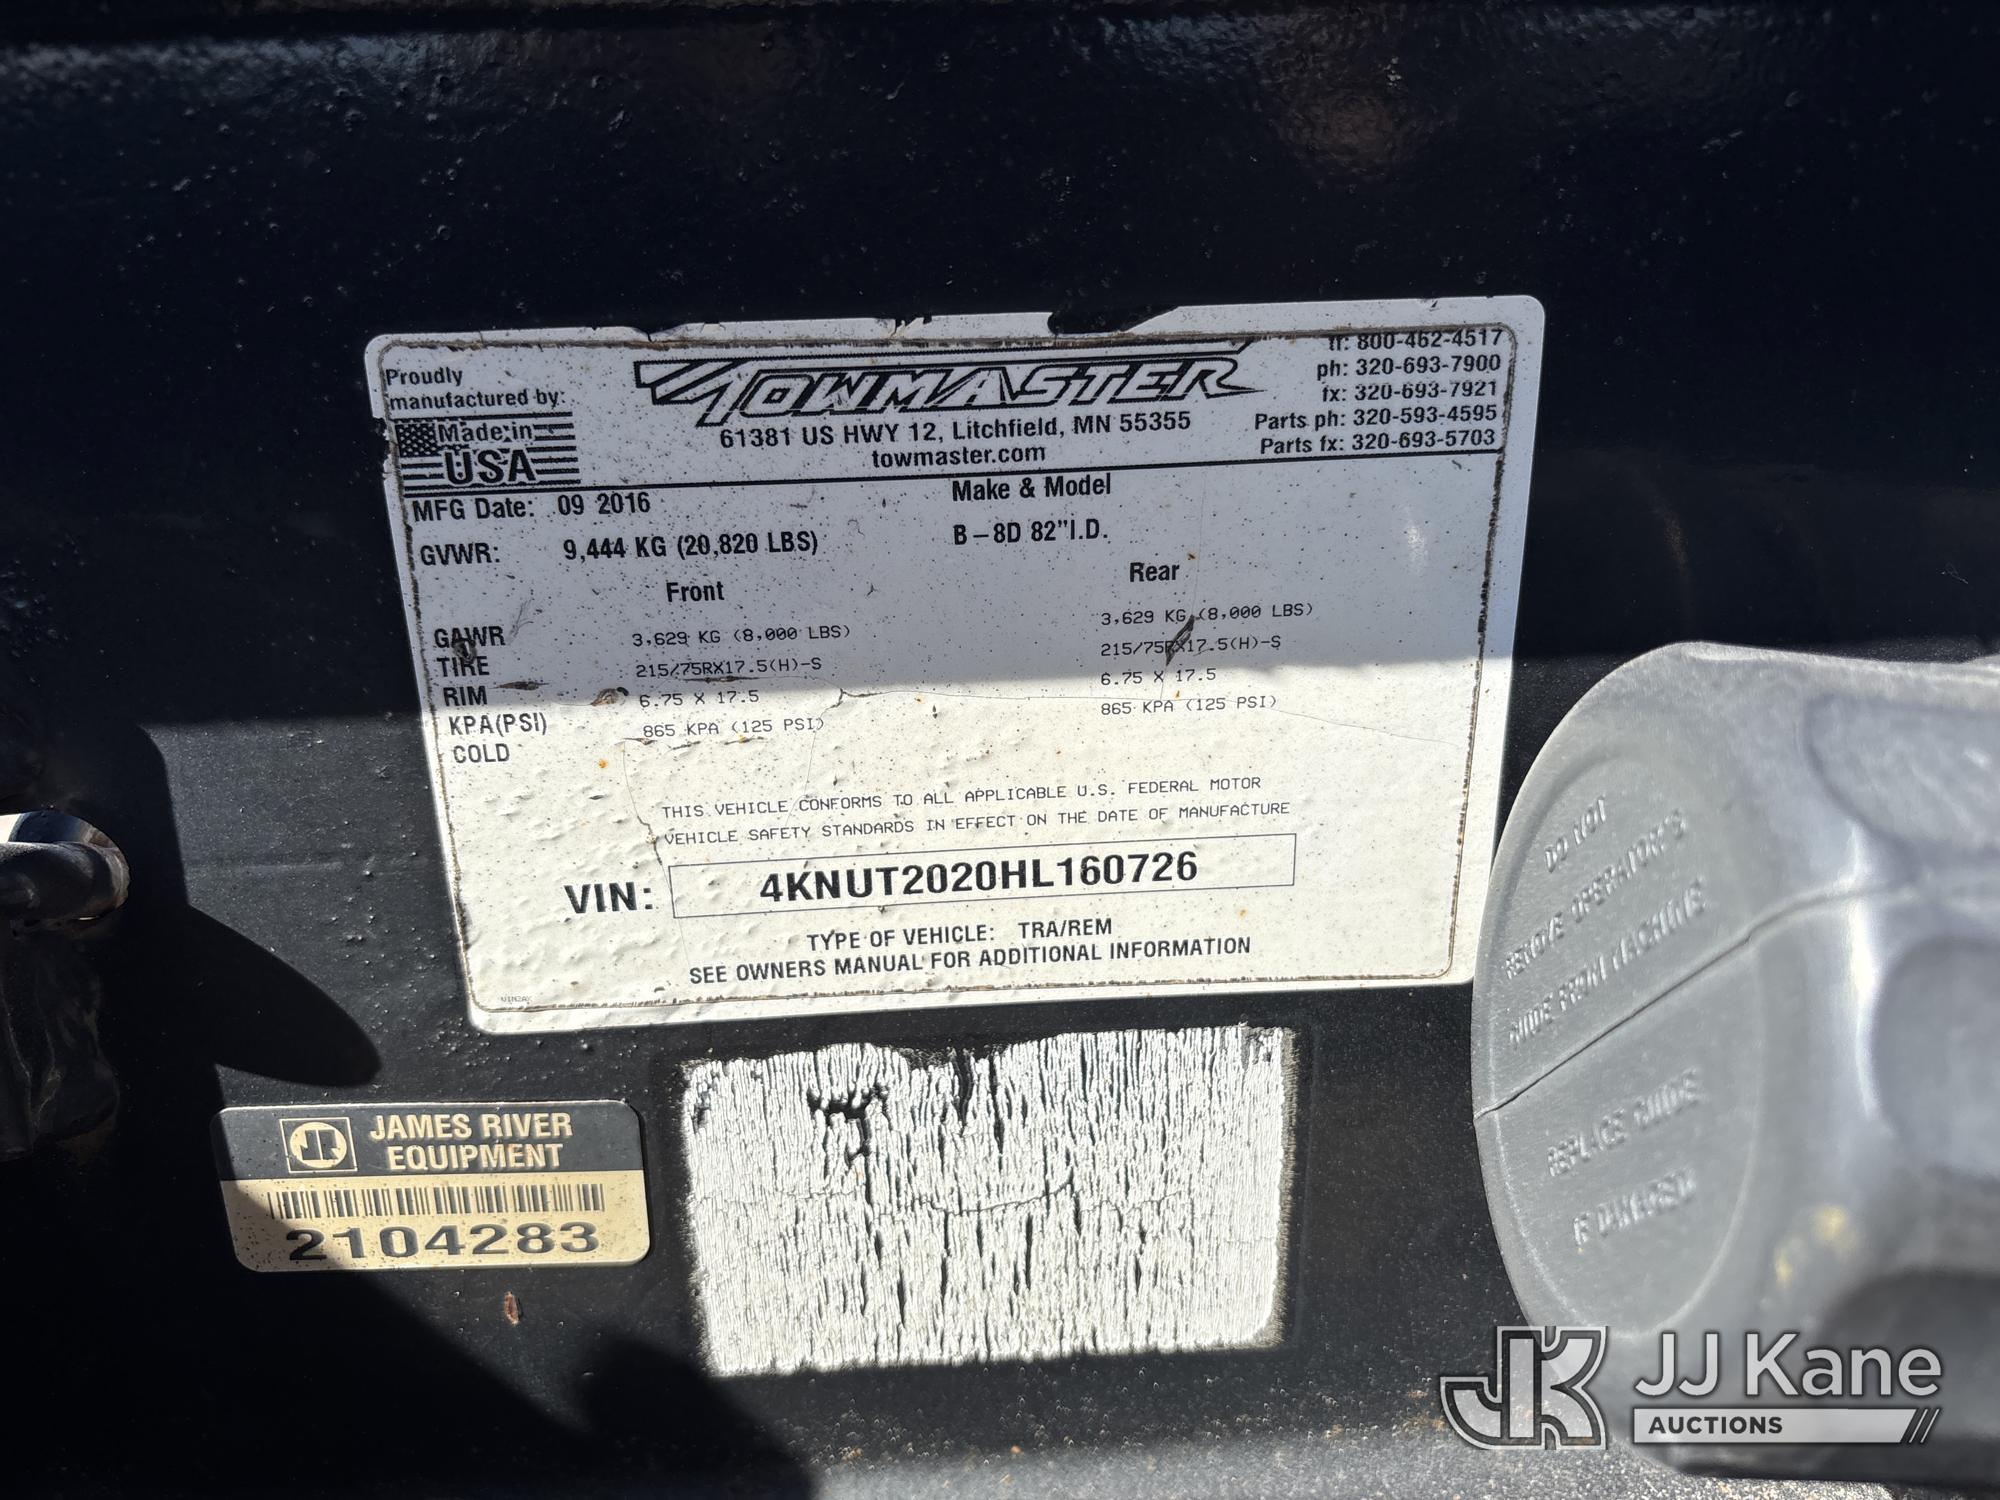 Proudly
manufactured by:
Made in
USA
TOWMASTER
61381 US HWY 12, Litchfield, MN 55355
towmaster.com
tf: 800-462-4517
ph: 320-693-7900
fx: 320-693-7921
Parts ph: 320-593-4595
Parts fx: 320-693-5703
MFG Date: 09 2016
Make & Model
GVWR: 9,444 KG (20,820 LBS)
B-8D 82"I.D.
Front Rear
GAWR 3,629 KG (8,000 LBS) 3,629 KG (8,000 LBS)
TIRE 215/75RX17.5(H)-S 215/75RX17.5(H)-S
RIM 6.75 X 17.5 6.75 X 17.5
KPA(PSI) 865 KPA (125 PSI) 865 KPA (125 PSI)
COLD
THIS VEHICLE CONFORMS TO ALL APPLICABLE U.S. FEDERAL MOTOR
VEHICLE SAFETY STANDARDS IN EFFECT ON THE DATE OF MANUFACTURE
VIN: 4KNUT2020HL160726
TYPE OF VEHICLE: TRA/REM
SEE OWNERS MANUAL FOR ADDITIONAL INFORMATION
JR JAMES RIVER
EQUIPMENT
2104283
DO NOT
REMOVE OPERATOR'S
GUIDE FROM MACHINE
REPLACE GUIDE
IF DAMAGED
JK JJ Kane
AUCTIONS